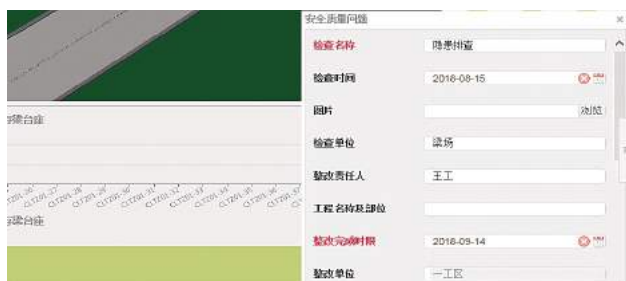 安全质量问题
检查名称 隐患排查
检查时间 2018-08-15
图片 浏览
检查单位 梁场
整改责任人 王工
存梁台座
工程名称及部位
存梁台座
整改完成时限 2018-09-14
整改单位 一工区